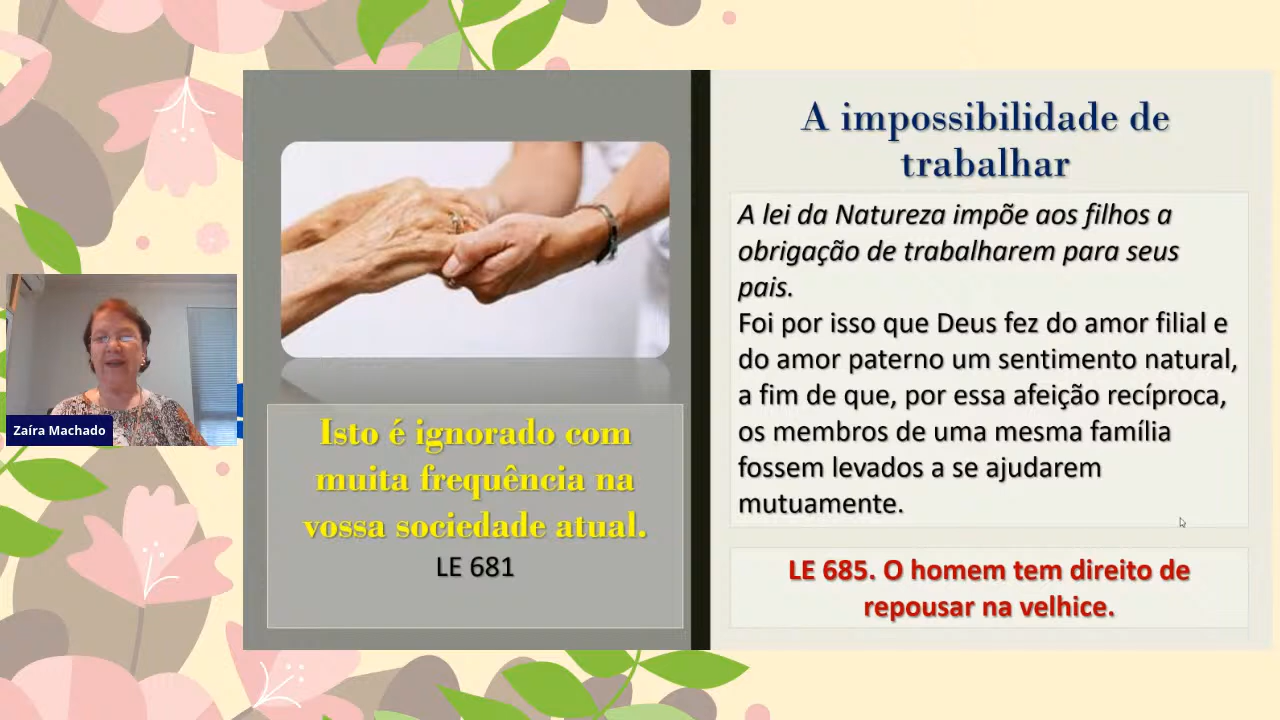 Zaíra Machado
Isto é ignorado com
muita frequência na
vossa sociedade atual.
LE 681
A impossibilidade de
trabalhar
A lei da Natureza impõe aos filhos a
obrigação de trabalharem para seus
pais.
Foi por isso que Deus fez do amor filial e
do amor paterno um sentimento natural,
a fim de que, por essa afeição recíproca,
os membros de uma mesma família
fossem levados a se ajudarem
mutuamente.
LE 685. O homem tem direito de
repousar na velhice.